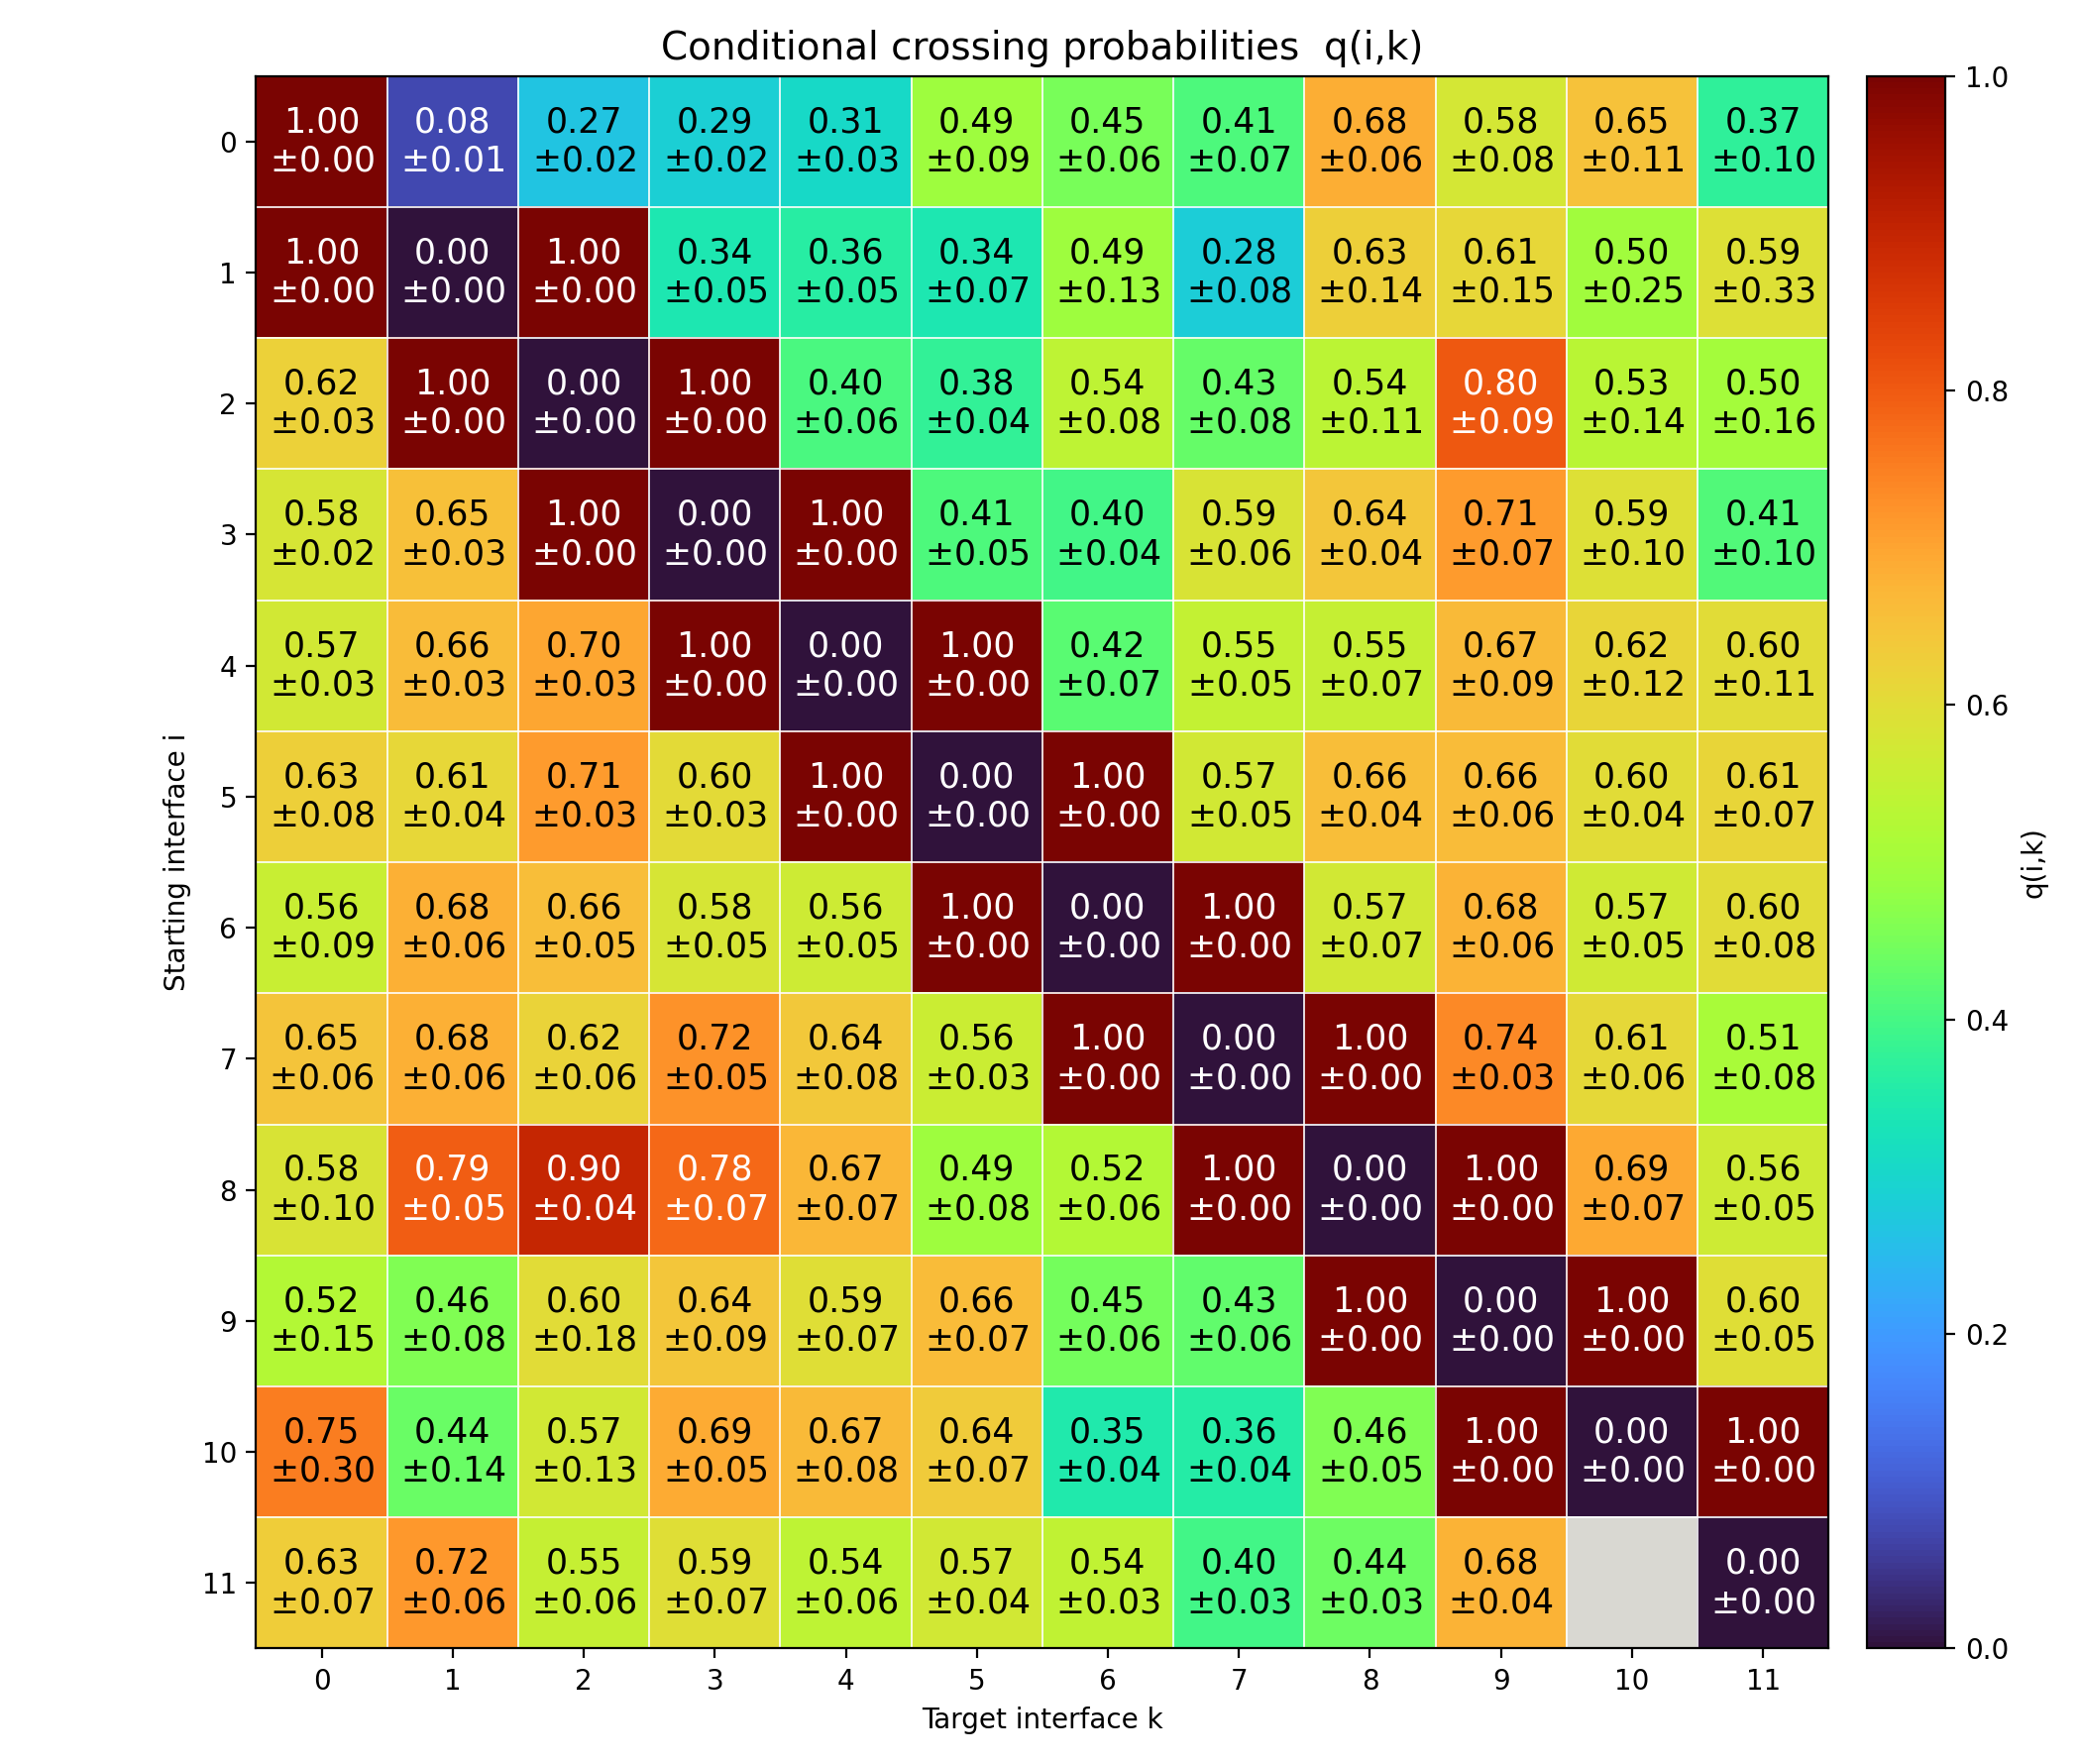 Conditional crossing probabilities q(i,k)
1.00 0.08 0.27 0.29 0.31 0.49 0.45 0.41 0.68 0.58 0.65 0.37
0 ±0.00 ±0.01 ±0.02 ±0.02 ±0.03 ±0.09 ±0.06 ±0.07 ±0.06 ±0.08 ±0.11 ±0.10
1.00 0.00 1.00 0.34 0.36 0.34 0.49 0.28 0.63 0.61 0.50 0.59
1 ±0.00 ±0.00 ±0.00 ±0.05 ±0.05 ±0.07 ±0.13 ±0.08 ±0.14 ±0.15 ±0.25 ±0.33
0.62 1.00 0.00 1.00 0.40 0.38 0.54 0.43 0.54 0.80 0.53 0.50
2 ±0.03 ±0.00 ±0.00 ±0.00 ±0.06 ±0.04 ±0.08 ±0.08 ±0.11 ±0.09 ±0.14 ±0.16
0.58 0.65 1.00 0.00 1.00 0.41 0.40 0.59 0.64 0.71 0.59 0.41
3 ±0.02 ±0.03 ±0.00 ±0.00 ±0.00 ±0.05 ±0.04 ±0.06 ±0.04 ±0.07 ±0.10 ±0.10
0.57 0.66 0.70 1.00 0.00 1.00 0.42 0.55 0.55 0.67 0.62 0.60
4 ±0.03 ±0.03 ±0.03 ±0.00 ±0.00 ±0.00 ±0.07 ±0.05 ±0.07 ±0.09 ±0.12 ±0.11
0.63 0.61 0.71 0.60 1.00 0.00 1.00 0.57 0.66 0.66 0.60 0.61
5 ±0.08 ±0.04 ±0.03 ±0.03 ±0.00 ±0.00 ±0.00 ±0.05 ±0.04 ±0.06 ±0.04 ±0.07
0.56 0.68 0.66 0.58 0.56 1.00 0.00 1.00 0.57 0.68 0.57 0.60
6 ±0.09 ±0.06 ±0.05 ±0.05 ±0.05 ±0.00 ±0.00 ±0.00 ±0.07 ±0.06 ±0.05 ±0.08
0.65 0.68 0.62 0.72 0.64 0.56 1.00 0.00 1.00 0.74 0.61 0.51
7 ±0.06 ±0.06 ±0.06 ±0.05 ±0.08 ±0.03 ±0.00 ±0.00 ±0.00 ±0.03 ±0.06 ±0.08
0.58 0.79 0.90 0.78 0.67 0.49 0.52 1.00 0.00 1.00 0.69 0.56
8 ±0.10 ±0.05 ±0.04 ±0.07 ±0.07 ±0.08 ±0.06 ±0.00 ±0.00 ±0.00 ±0.07 ±0.05
0.52 0.46 0.60 0.64 0.59 0.66 0.45 0.43 1.00 0.00 1.00 0.60
9 ±0.15 ±0.08 ±0.18 ±0.09 ±0.07 ±0.07 ±0.06 ±0.06 ±0.00 ±0.00 ±0.00 ±0.05
0.75 0.44 0.57 0.69 0.67 0.64 0.35 0.36 0.46 1.00 0.00 1.00
10 ±0.30 ±0.14 ±0.13 ±0.05 ±0.08 ±0.07 ±0.04 ±0.04 ±0.05 ±0.00 ±0.00 ±0.00
0.63 0.72 0.55 0.59 0.54 0.57 0.54 0.40 0.44 0.68 0.00
11 ±0.07 ±0.06 ±0.06 ±0.07 ±0.06 ±0.04 ±0.03 ±0.03 ±0.03 ±0.04 ±0.00
0 1 2 3 4 5 6 7 8 9 10 11
Target interface k
Starting interface i
1.0
0.8
0.6
0.4
0.2
0.0
q(i,k)